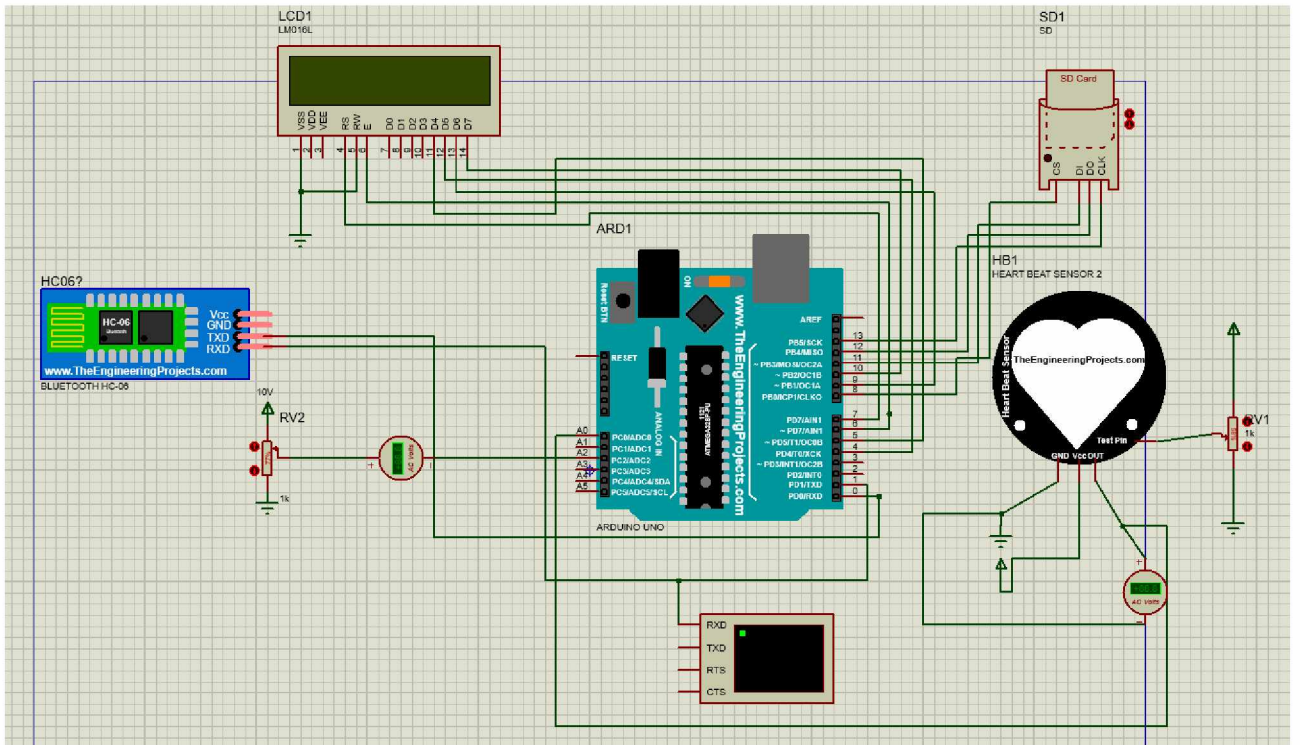 LCD1
LM016L
VSS
VDD
VEE
RS
RW
E
D0
D1
D2
D3
D4
D5
D6
D7
1
2
3
4
5
6
7
8
9
10
11
12
13
14
SD1
SD
SD Card
CS
DI
DO
CLK
HC06?
HC-06
Bluetooth
Vcc
GND
TXD
RXD
www.TheEngineeringProjects.com
BLUETOOTH HC-06
10V
RV2
1k
AC Volts
ARD1
Reset BTN
ON
www.TheEngineeringProjects.com
RESET
ANALOG IN
A0
A1
A2
A3
A4
A5
PC0/ADC0
PC1/ADC1
PC2/ADC2
PC3/ADC3
PC4/ADC4/SDA
PC5/ADC5/SCL
AREF
PB5/SCK
PB4/MISO
~ PB3/MOSI/OC2A
~ PB2/OC1B
~ PB1/OC1A
PB0/ICP1/CLKO
PD7/AIN1
~ PD7/AIN1
~ PD5/T1/OC0B
PD4/T0/XCK
~ PD3/INT1/OC2B
PD2/INT0
PD1/TXD
PD0/RXD
13
12
11
10
9
8
7
6
5
4
3
2
1
0
ARDUINO UNO
HB1
HEART BEAT SENSOR 2
Heart Beat Sensor
TheEngineeringProjects.com
Test Pin
GND Vcc OUT
RV1
1k
AC Volts
RXD
TXD
RTS
CTS